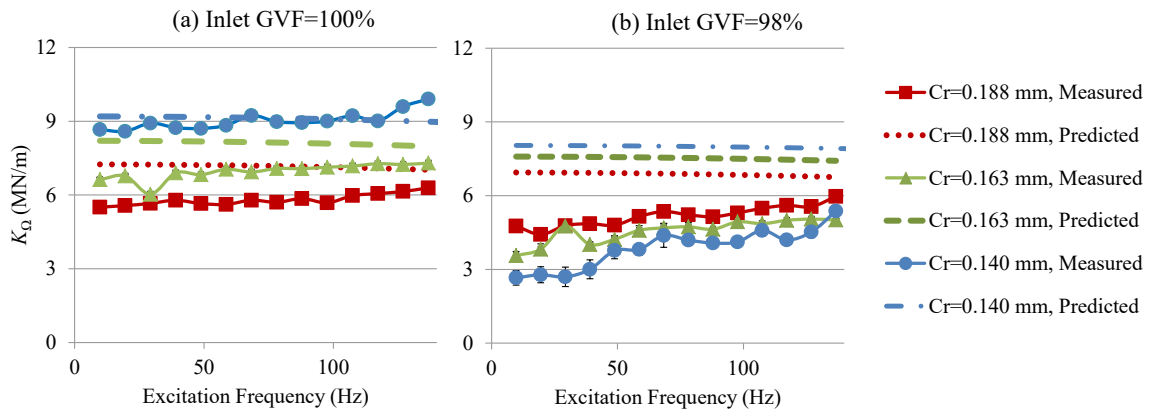 (a) Inlet GVF=100%
(b) Inlet GVF=98%
K_Ω (MN/m)
12
9
6
3
0
0
50
100
Excitation Frequency (Hz)
12
9
6
3
0
0
50
100
Excitation Frequency (Hz)
Cr=0.188 mm, Measured
Cr=0.188 mm, Predicted
Cr=0.163 mm, Measured
Cr=0.163 mm, Predicted
Cr=0.140 mm, Measured
Cr=0.140 mm, Predicted